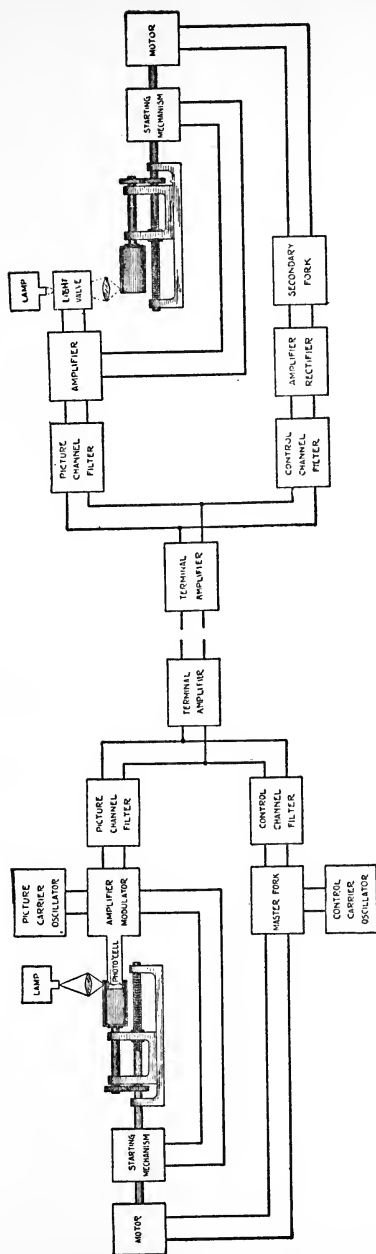 LAMP
PICTURE
CARRIER
OSCILLATOR
MOTOR
STARTING
MECHANISM
PHOTO CELL
AMPLIFIER
MODULATOR
PICTURE
CHANNEL
FILTER
MASTER FORK
CONTROL
CHANNEL
FILTER
CONTROL
CARRIER
OSCILLATOR
TERMINAL
AMPLIFIER
TERMINAL
AMPLIFIER
PICTURE
CHANNEL
FILTER
AMPLIFIER
LAMP
LIGHT
VALVE
STARTING
MECHANISM
MOTOR
CONTROL
CHANNEL
FILTER
AMPLIFIER
RECTIFIER
SECONDARY
FORK